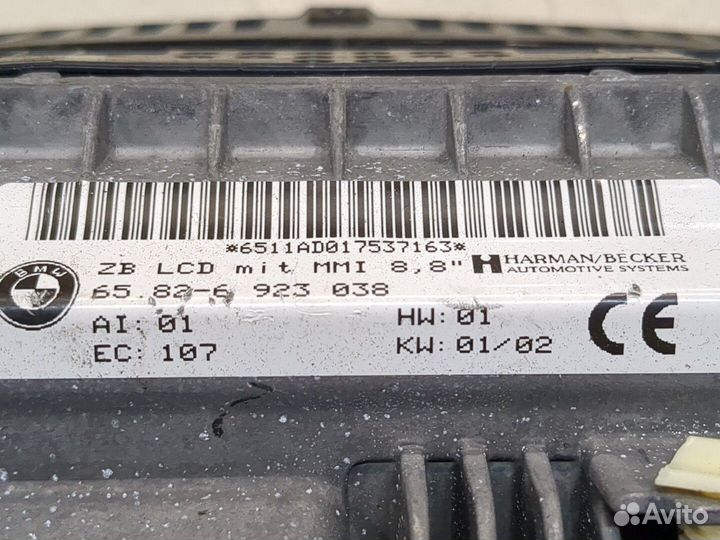 *6511AD017537163*
BMW
ZB LCD mit MMI 8,8"
HARMAN/BECKER
AUTOMOTIVE SYSTEMS
65.82-6 923 038
AI: 01
HW: 01
EC: 107
KW: 01/02
CE
Avito